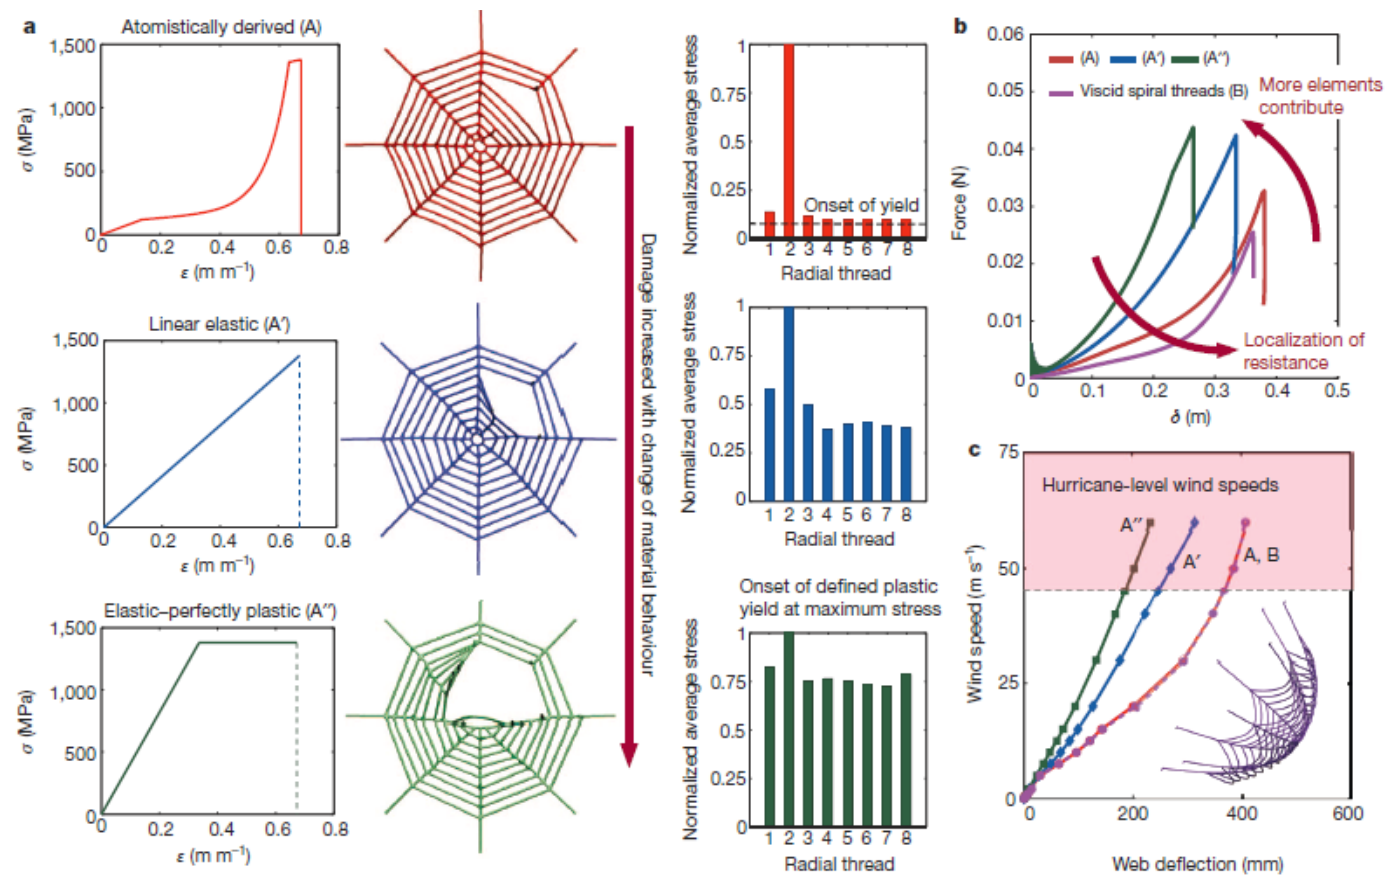 a
Atomistically derived (A)
1,500
1,000
500
0
σ (MPa)
0 0.2 0.4 0.6 0.8
ε (m m⁻¹)
Linear elastic (A′)
1,500
1,000
500
0
σ (MPa)
0 0.2 0.4 0.6 0.8
ε (m m⁻¹)
Elastic–perfectly plastic (A″)
1,500
1,000
500
0
σ (MPa)
0 0.2 0.4 0.6 0.8
ε (m m⁻¹)
Damage increased with change of material behaviour
Normalized average stress
1
0.5
0.25
0
Onset of yield
1 2 3 4 5 6 7 8
Radial thread
Normalized average stress
1
0.75
0.5
0.25
0
1 2 3 4 5 6 7 8
Radial thread
Onset of defined plastic
yield at maximum stress
Normalized average stress
1
0.75
0.5
0.25
0
1 2 3 4 5 6 7 8
Radial thread
b
0.06
0.05
0.04
0.03
0.02
0.01
0
Force (N)
(A) (A′) (A″)
Viscid spiral threads (B)
More elements
contribute
Localization of
resistance
0 0.1 0.2 0.3 0.4 0.5
δ (m)
c
75
50
25
0
Wind speed (m s⁻¹)
Hurricane-level wind speeds
A″
A′
A, B
0 200 400 600
Web deflection (mm)